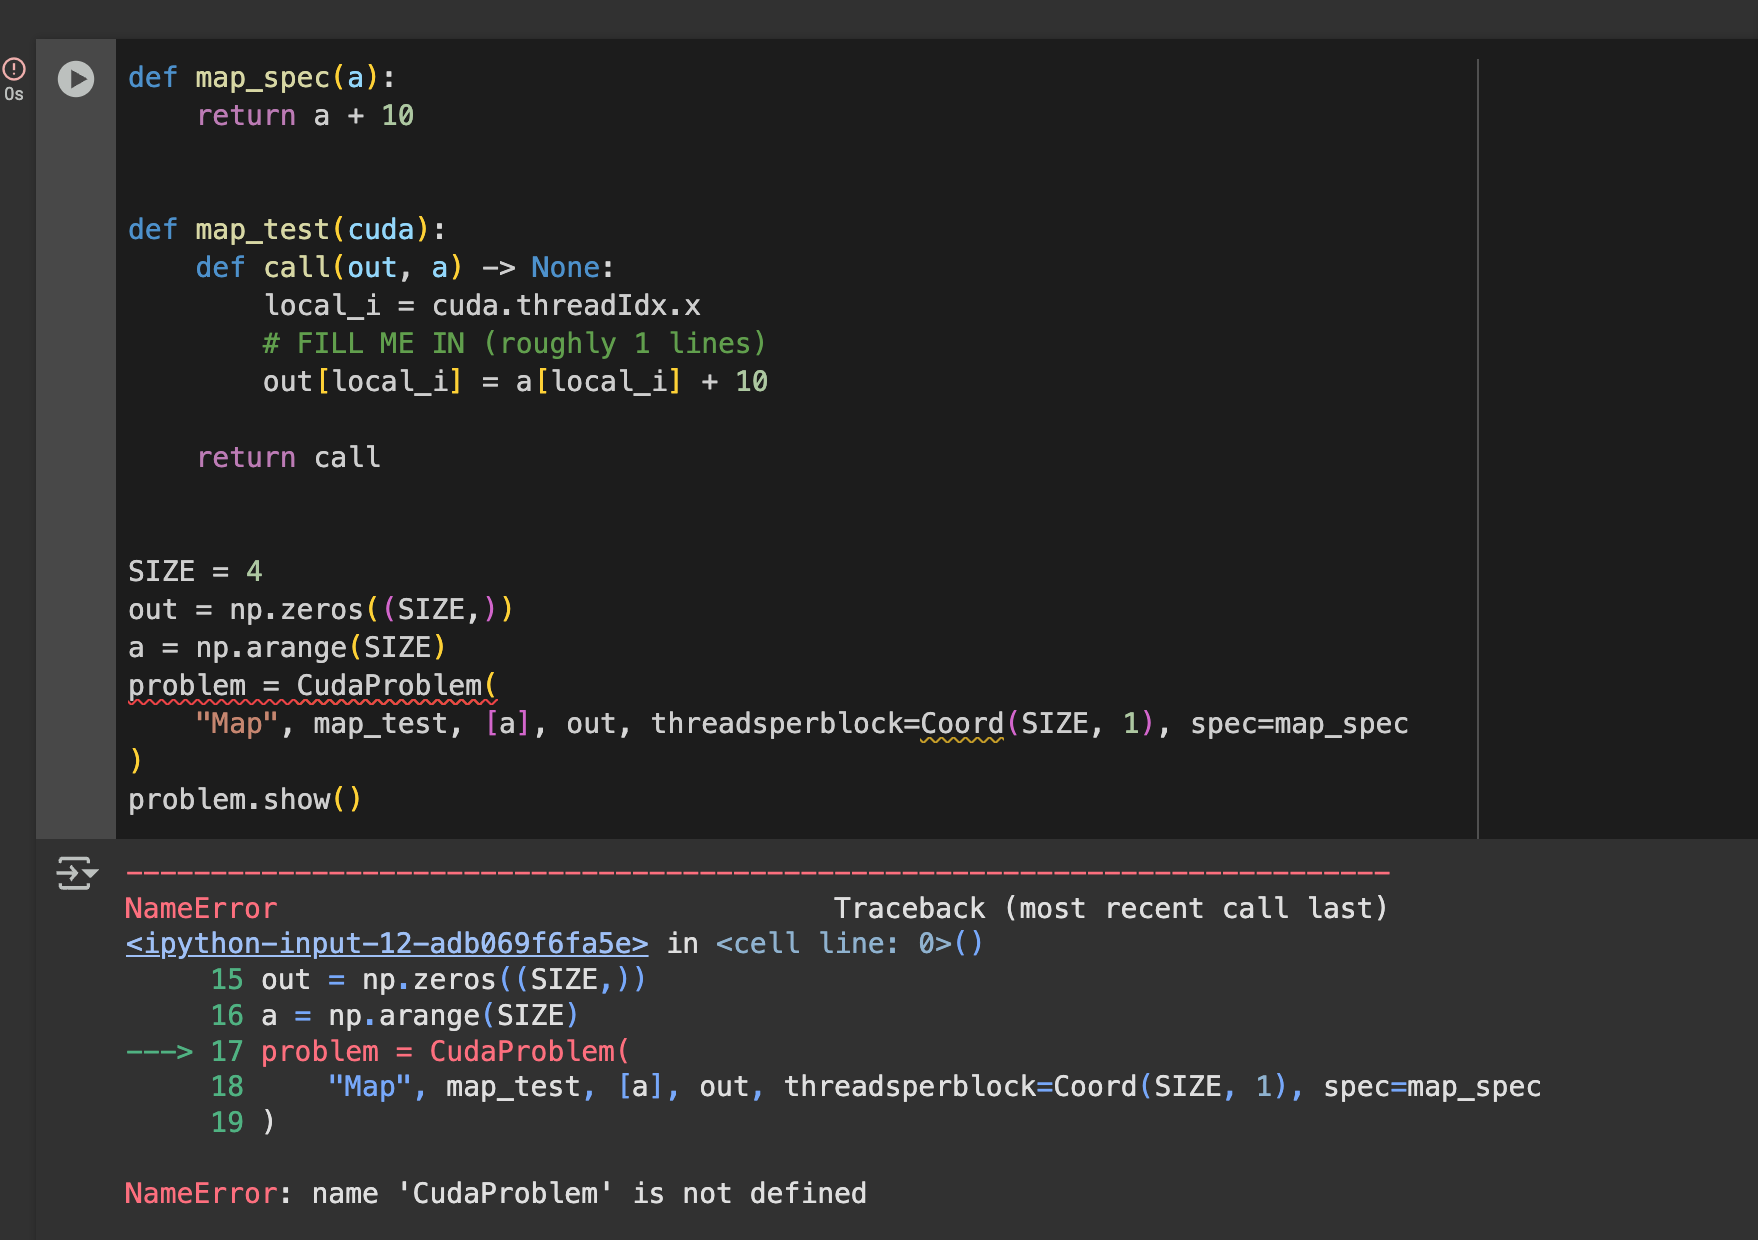 0s
def map_spec(a):
    return a + 10
def map_test(cuda):
    def call(out, a) -> None:
        local_i = cuda.threadIdx.x
        # FILL ME IN (roughly 1 lines)
        out[local_i] = a[local_i] + 10
    return call
SIZE = 4
out = np.zeros((SIZE,))
a = np.arange(SIZE)
problem = CudaProblem(
    "Map", map_test, [a], out, threadsperblock=Coord(SIZE, 1), spec=map_spec
)
problem.show()
---------------------------------------------------------------------------
NameError                                 Traceback (most recent call last)
<ipython-input-12-adb069f6fa5e> in <cell line: 0>()
     15 out = np.zeros((SIZE,))
     16 a = np.arange(SIZE)
---> 17 problem = CudaProblem(
     18     "Map", map_test, [a], out, threadsperblock=Coord(SIZE, 1), spec=map_spec
     19 )
NameError: name 'CudaProblem' is not defined